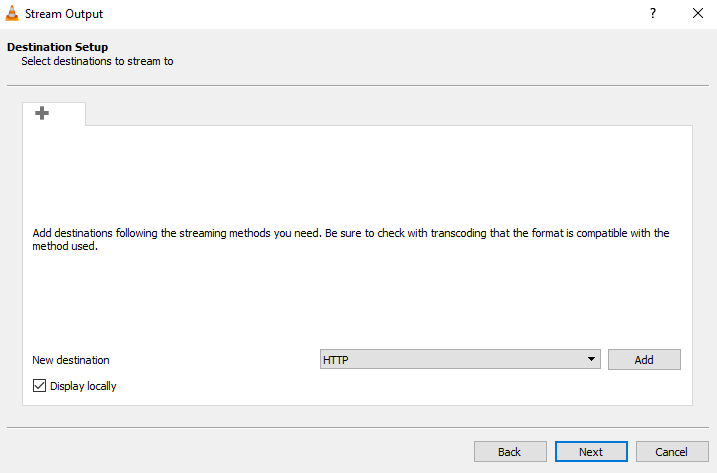 Stream Output
?
Destination Setup
Select destinations to stream to
Add destinations following the streaming methods you need. Be sure to check with transcoding that the format is compatible with the
method used.
New destination HTTP Add
Display locally
Back Next Cancel